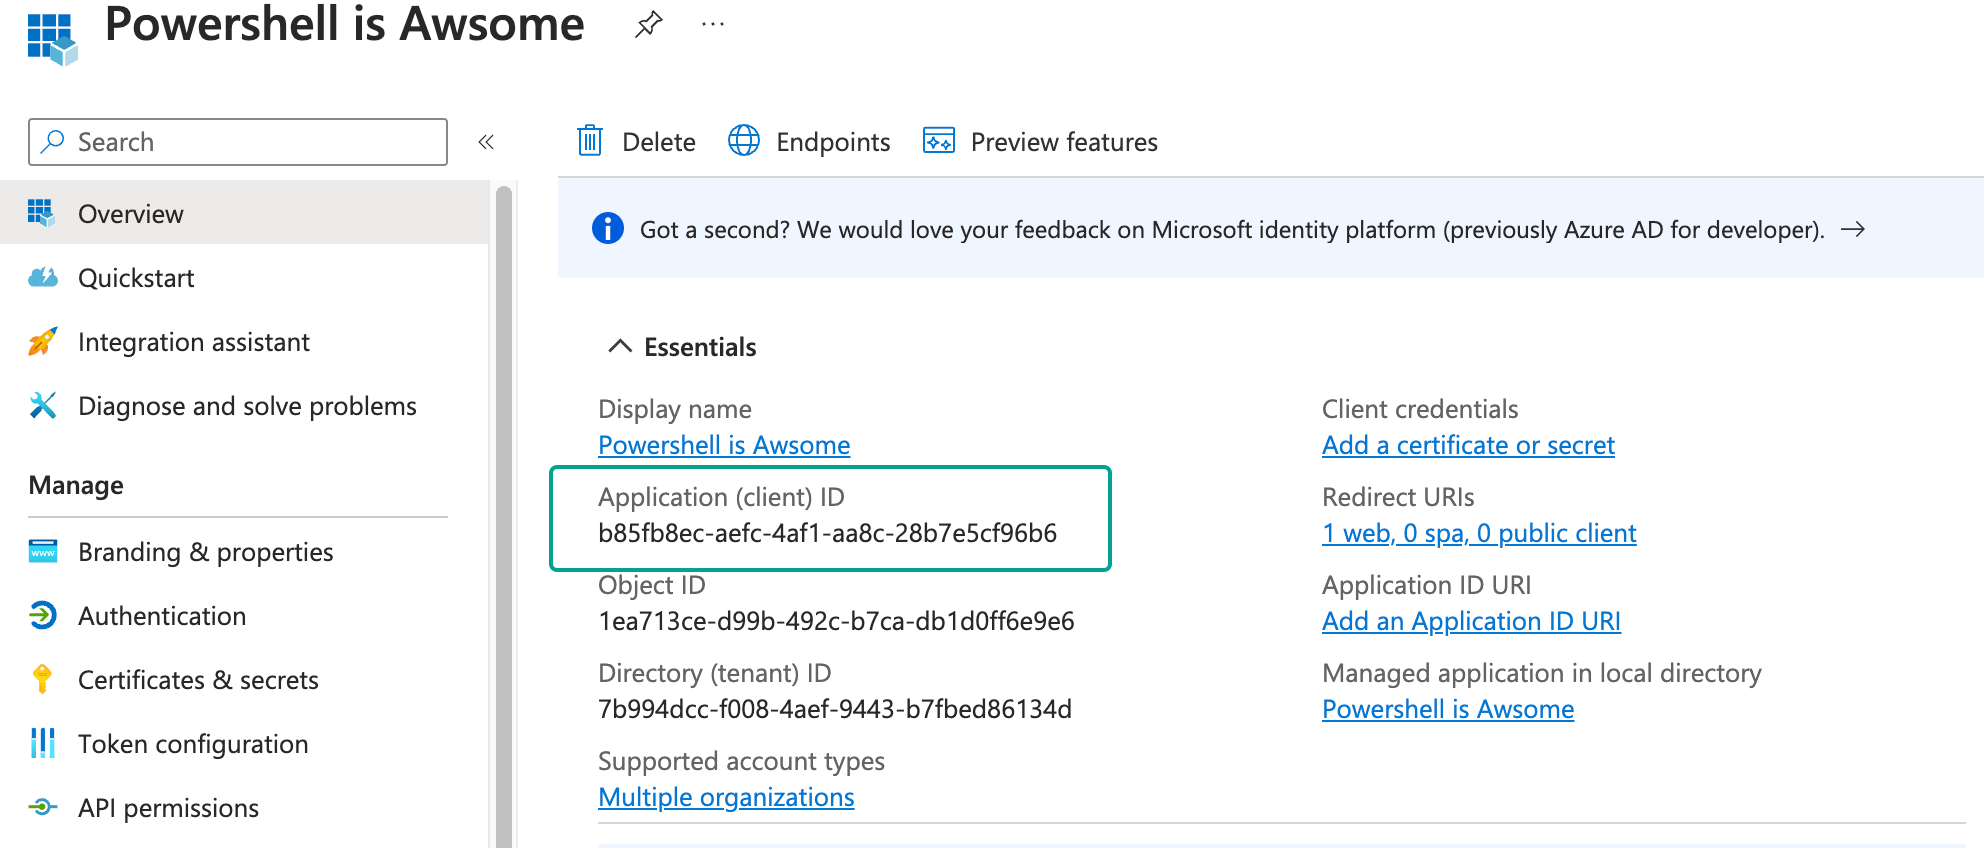 Powershell is Awsome
Search
Delete
Endpoints
Preview features
Overview
Quickstart
Integration assistant
Diagnose and solve problems
Manage
Branding & properties
Authentication
Certificates & secrets
Token configuration
API permissions
Got a second? We would love your feedback on Microsoft identity platform (previously Azure AD for developer).
Essentials
Display name
Powershell is Awsome
Application (client) ID
b85fb8ec-aefc-4af1-aa8c-28b7e5cf96b6
Object ID
1ea713ce-d99b-492c-b7ca-db1d0ff6e9e6
Directory (tenant) ID
7b994dcc-f008-4aef-9443-b7fbed86134d
Supported account types
Multiple organizations
Client credentials
Add a certificate or secret
Redirect URIs
1 web, 0 spa, 0 public client
Application ID URI
Add an Application ID URI
Managed application in local directory
Powershell is Awsome